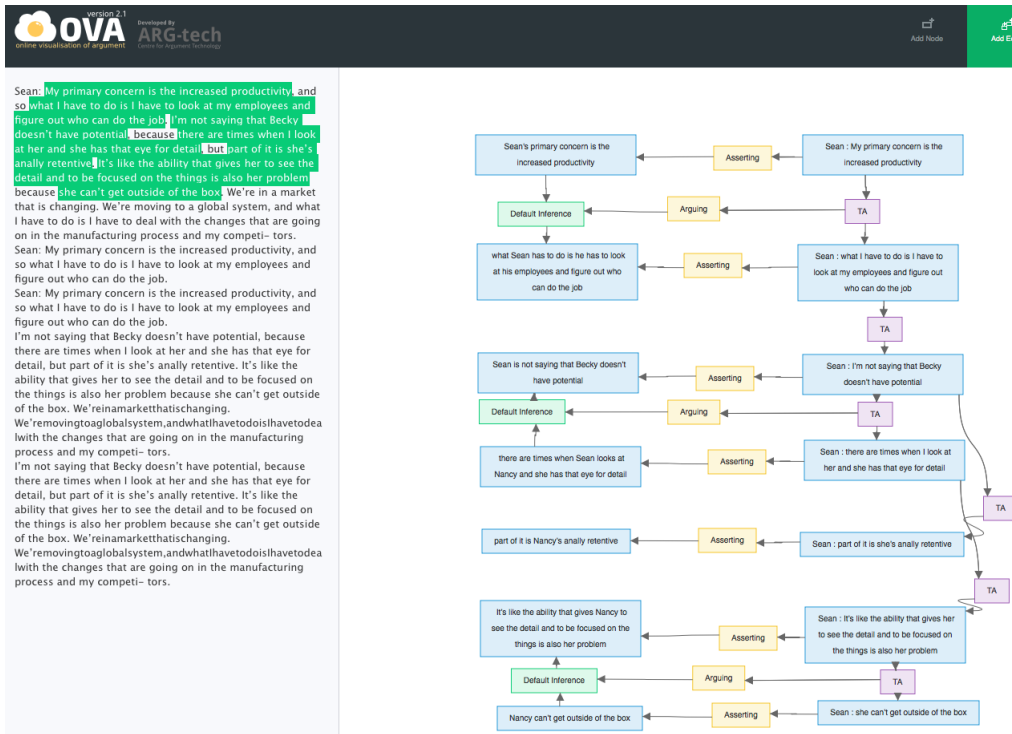 version 2.1
OVA
online visualisation of argument
Developed By
ARG-tech
Centre for Argument Technology
Add Node
Add E
Sean: My primary concern is the increased productivity, and
so what I have to do is I have to look at my employees and
figure out who can do the job. I'm not saying that Becky
doesn't have potential, because there are times when I look
at her and she has that eye for detail, but part of it is she's
anally retentive. It's like the ability that gives her to see the
detail and to be focused on the things is also her problem
because she can't get outside of the box. We're in a market
that is changing. We're moving to a global system, and what
I have to do is I have to deal with the changes that are going
on in the manufacturing process and my competi- tors.
Sean: My primary concern is the increased productivity, and
so what I have to do is I have to look at my employees and
figure out who can do the job.
Sean: My primary concern is the increased productivity, and
so what I have to do is I have to look at my employees and
figure out who can do the job.
I'm not saying that Becky doesn't have potential, because
there are times when I look at her and she has that eye for
detail, but part of it is she's anally retentive. It's like the
ability that gives her to see the detail and to be focused on
the things is also her problem because she can't get outside
of the box. We'reinamarketthatischanging.
We'removingtoaglobalsystem,andwhatIhavetodoisIhavetodea
lwith the changes that are going on in the manufacturing
process and my competi- tors.
I'm not saying that Becky doesn't have potential, because
there are times when I look at her and she has that eye for
detail, but part of it is she's anally retentive. It's like the
ability that gives her to see the detail and to be focused on
the things is also her problem because she can't get outside
of the box. We'reinamarketthatischanging.
We'removingtoaglobalsystem,andwhatIhavetodoisIhavetodea
lwith the changes that are going on in the manufacturing
process and my competi- tors.
Sean's primary concern is the
increased productivity
Asserting
Sean : My primary concern is the
increased productivity
Default Inference
Arguing
TA
what Sean has to do is he has to look
at his employees and figure out who
can do the job
Asserting
Sean : what I have to do is I have to
look at my employees and figure out
who can do the job
TA
Sean is not saying that Becky doesn't
have potential
Asserting
Sean : I'm not saying that Becky
doesn't have potential
Default Inference
Arguing
TA
there are times when Sean looks at
Nancy and she has that eye for detail
Asserting
Sean : there are times when I look at
her and she has that eye for detail
TA
part of it is Nancy's anally retentive
Asserting
Sean : part of it is she's anally retentive
TA
It's like the ability that gives Nancy to
see the detail and to be focused on the
things is also her problem
Asserting
Sean : It's like the ability that gives her
to see the detail and to be focused on
the things is also her problem
Default Inference
Arguing
TA
Nancy can't get outside of the box
Asserting
Sean : she can't get outside of the box